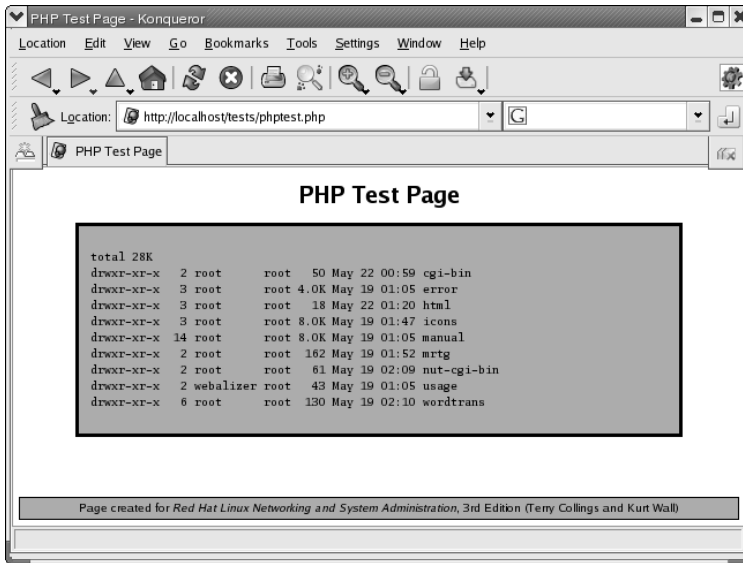 PHP Test Page - Konqueror
Location Edit View Go Bookmarks Tools Settings Window Help
Location: http://localhost/tests/phptest.php G
PHP Test Page
PHP Test Page
total 28K
drwxr-xr-x 2 root root 50 May 22 00:59 cgi-bin
drwxr-xr-x 3 root root 4.0K May 19 01:05 error
drwxr-xr-x 3 root root 18 May 22 01:20 html
drwxr-xr-x 3 root root 8.0K May 19 01:47 icons
drwxr-xr-x 14 root root 8.0K May 19 01:05 manual
drwxr-xr-x 2 root root 162 May 19 01:52 mrtg
drwxr-xr-x 2 root root 61 May 19 02:09 nut-cgi-bin
drwxr-xr-x 2 webalizer root 43 May 19 01:05 usage
drwxr-xr-x 6 root root 130 May 19 02:10 wordtrans
Page created for Red Hat Linux Networking and System Administration, 3rd Edition (Terry Collings and Kurt Wall)